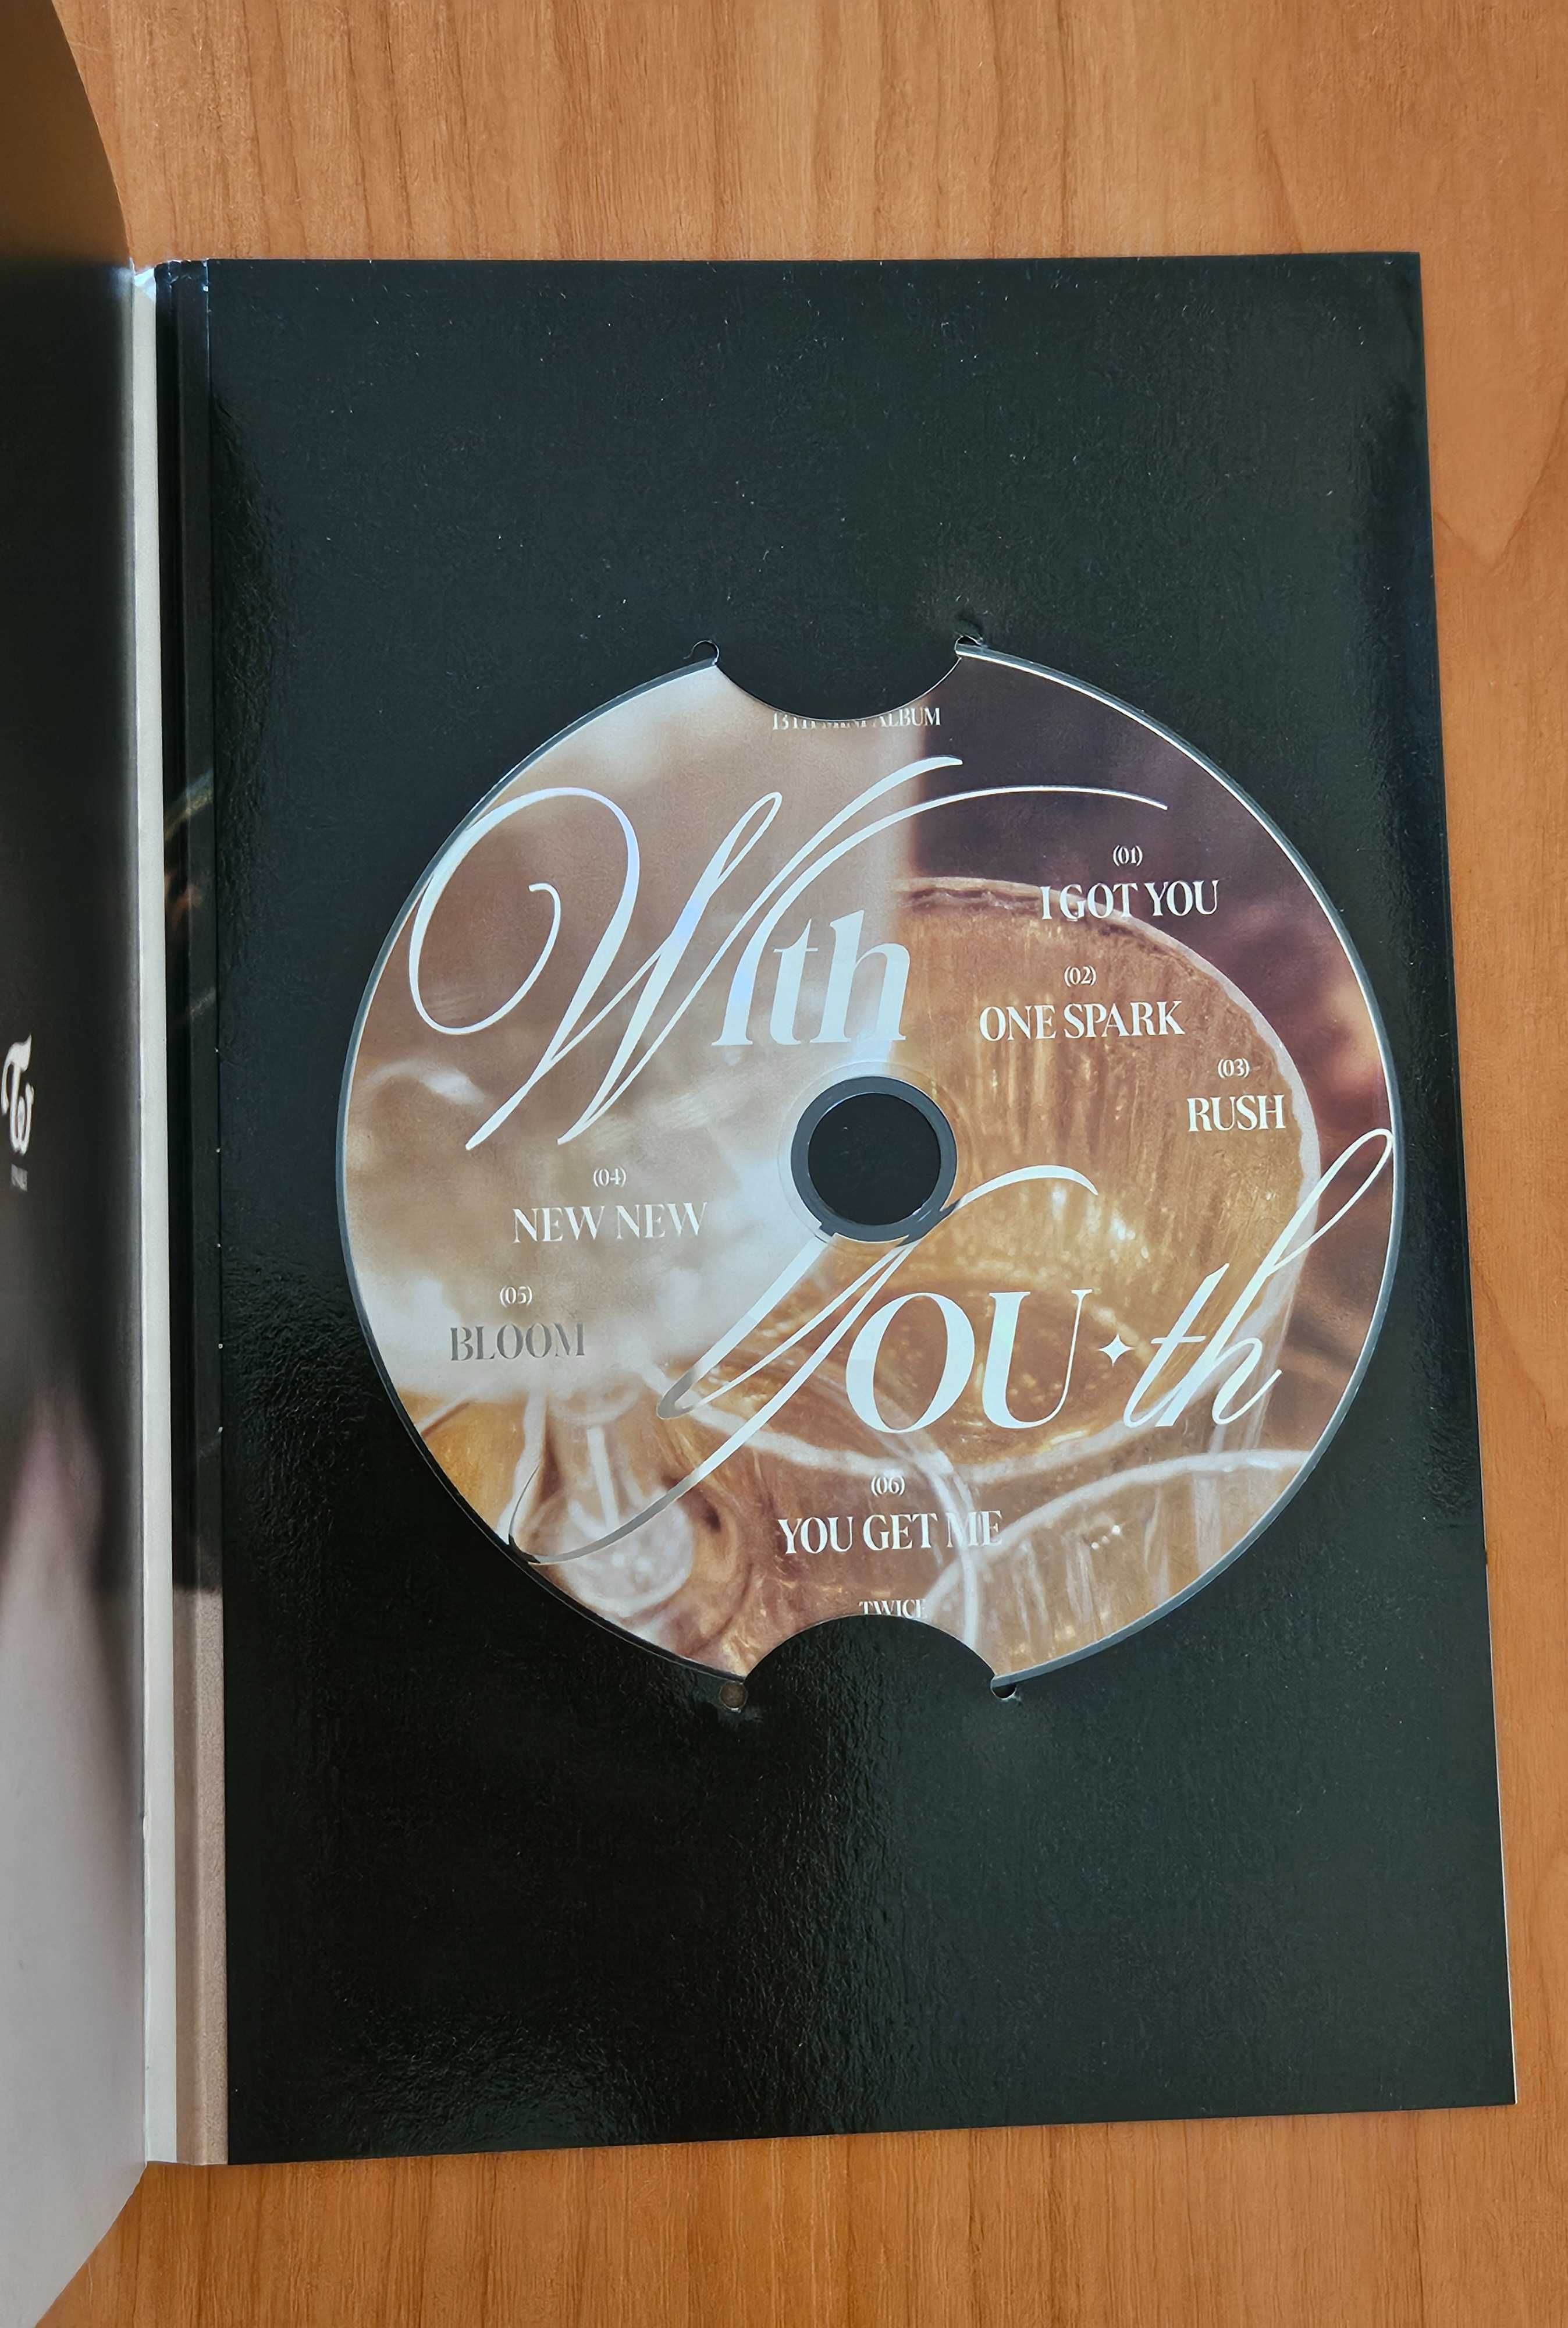 13TH MINI ALBUM
With
(01)
I GOT YOU
(02)
ONE SPARK
(03)
RUSH
(04)
NEW NEW
YOU✦th
(05)
BLOOM
(06)
YOU GET ME
TWICE